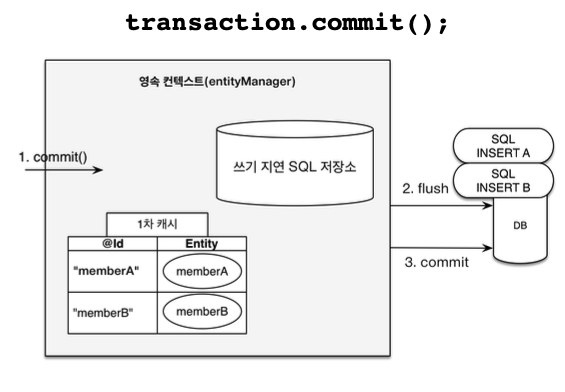 transaction.commit();
영속 컨텍스트(entityManager)
1. commit()
쓰기 지연 SQL 저장소
SQL
INSERT A
SQL
INSERT B
2. flush
DB
3. commit
1차 캐시
@Id Entity
"memberA" memberA
"memberB" memberB